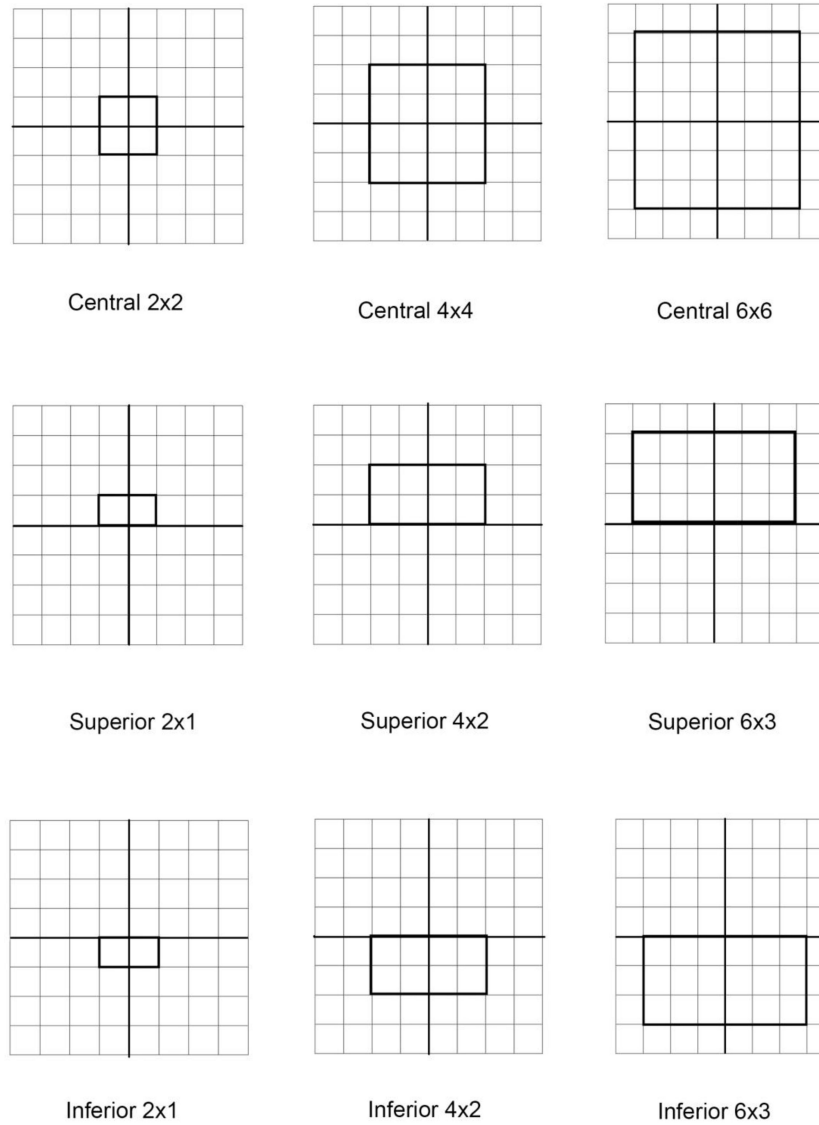 Central 2x2
Central 4x4
Central 6x6
Superior 2x1
Superior 4x2
Superior 6x3
Inferior 2x1
Inferior 4x2
Inferior 6x3